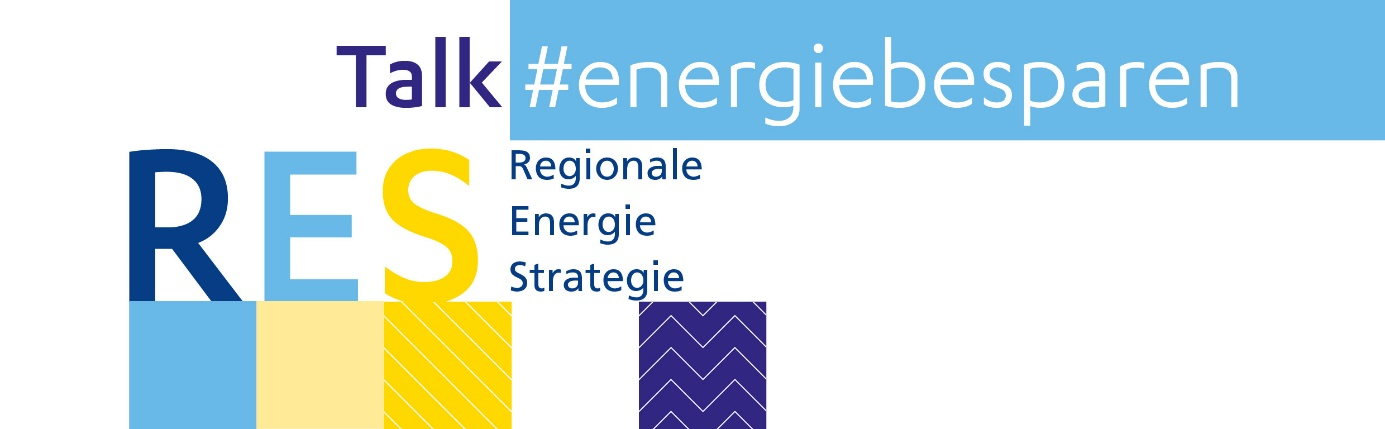 Talk #energiebesparen
RES
Regionale
Energie
Strategie